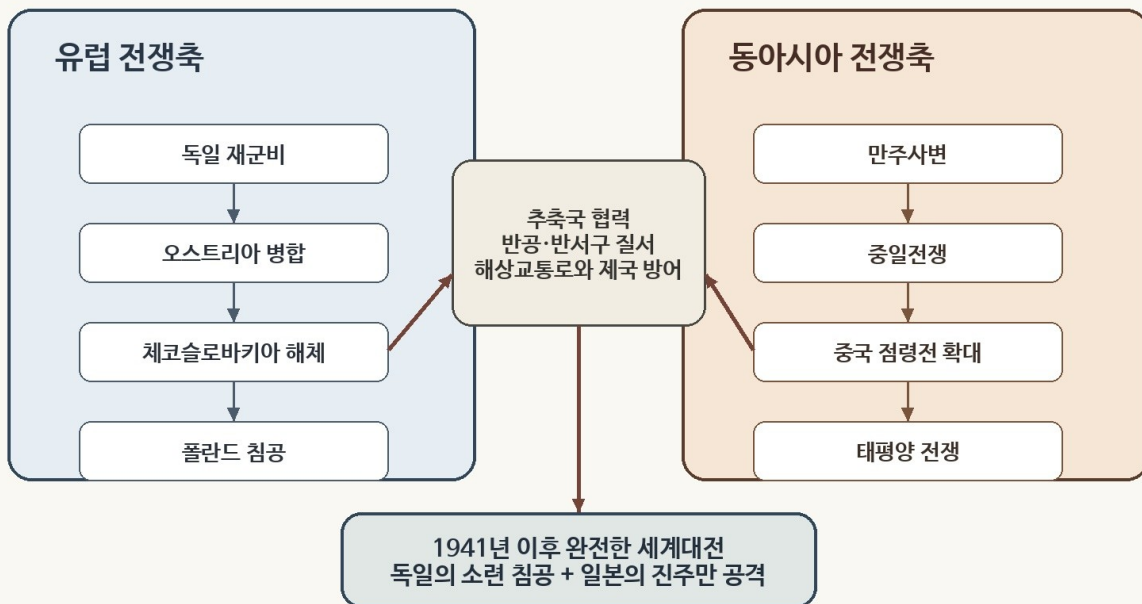 유럽 전쟁축
독일 재군비
오스트리아 병합
체코슬로바키아 해체
폴란드 침공
추축국 협력
반공·반서구 질서
해상교통로와 제국 방어
동아시아 전쟁축
만주사변
중일전쟁
중국 점령전 확대
태평양 전쟁
1941년 이후 완전한 세계대전
독일의 소련 침공 + 일본의 진주만 공격